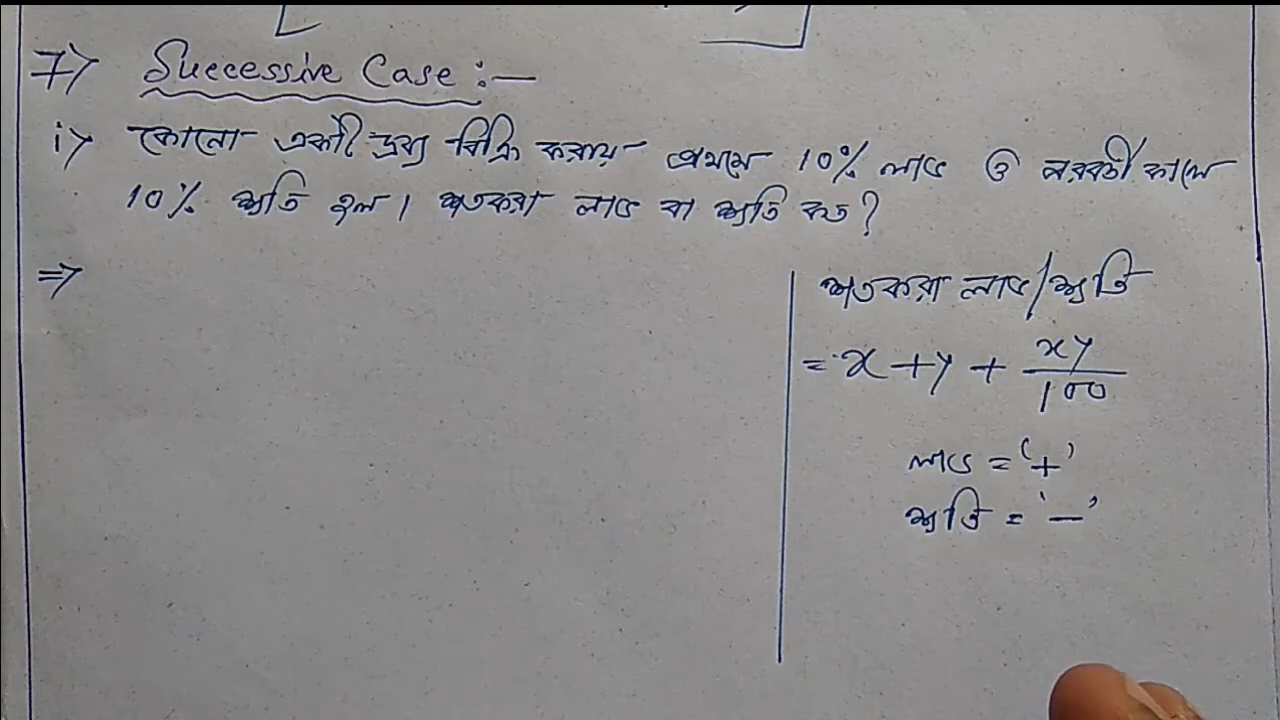 7> Successive Case :—
i> কোনো একটি দ্রব্য বিক্রি করায় প্রথমে 10% লাভ ও পরবর্তী কালে
10% ক্ষতি হল। শতকরা লাভ বা ক্ষতি কত?
⇒
শতকরা লাভ/ক্ষতি
= x + y + xy/100
লাভ = '+'
ক্ষতি = '—'